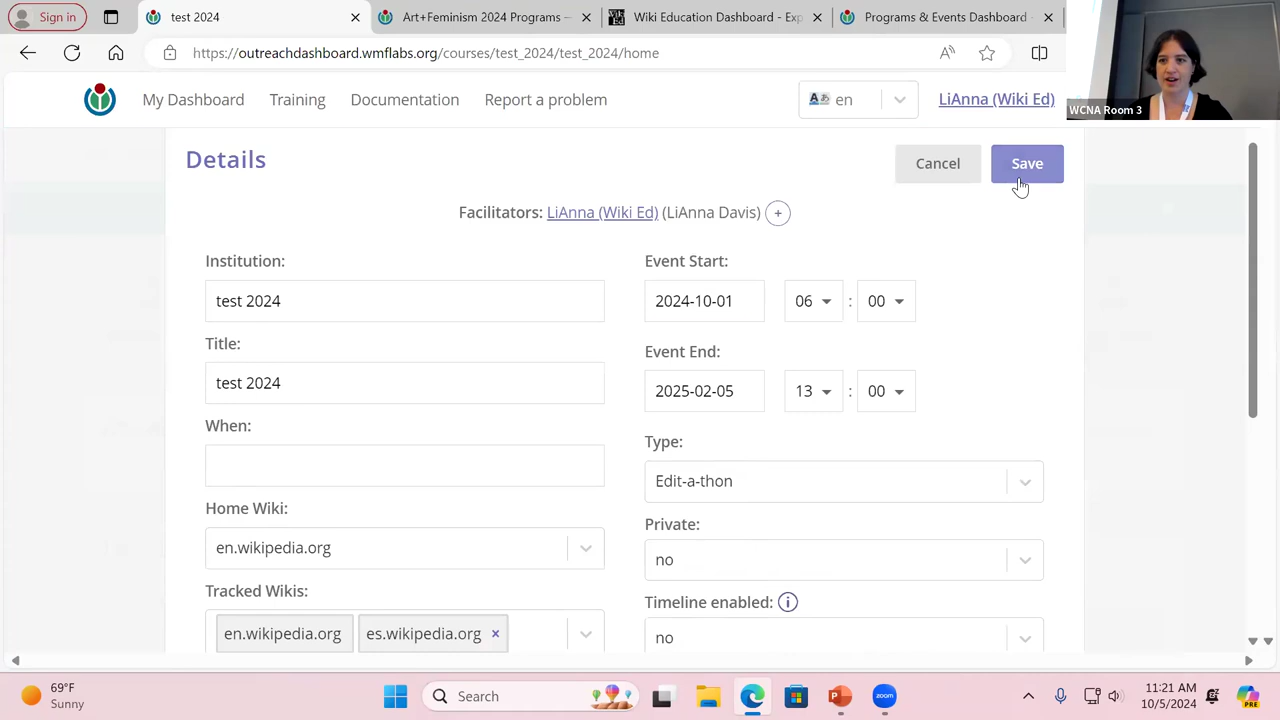 Sign in
test 2024
Art+Feminism 2024 Programs –
Wiki Education Dashboard - Exp
Programs & Events Dashboard
https://outreachdashboard.wmflabs.org/courses/test_2024/test_2024/home
My Dashboard
Training
Documentation
Report a problem
en
LiAnna (Wiki Ed)
WCNA Room 3
Details
Cancel
Save
Facilitators: LiAnna (Wiki Ed) (LiAnna Davis) +
Institution:
test 2024
Title:
test 2024
When:
Home Wiki:
en.wikipedia.org
Tracked Wikis:
en.wikipedia.org
es.wikipedia.org ×
Event Start:
2024-10-01 06 : 00
Event End:
2025-02-05 13 : 00
Type:
Edit-a-thon
Private:
no
Timeline enabled:
no
69°F
Sunny
Search
zoom
11:21 AM
10/5/2024
PRE